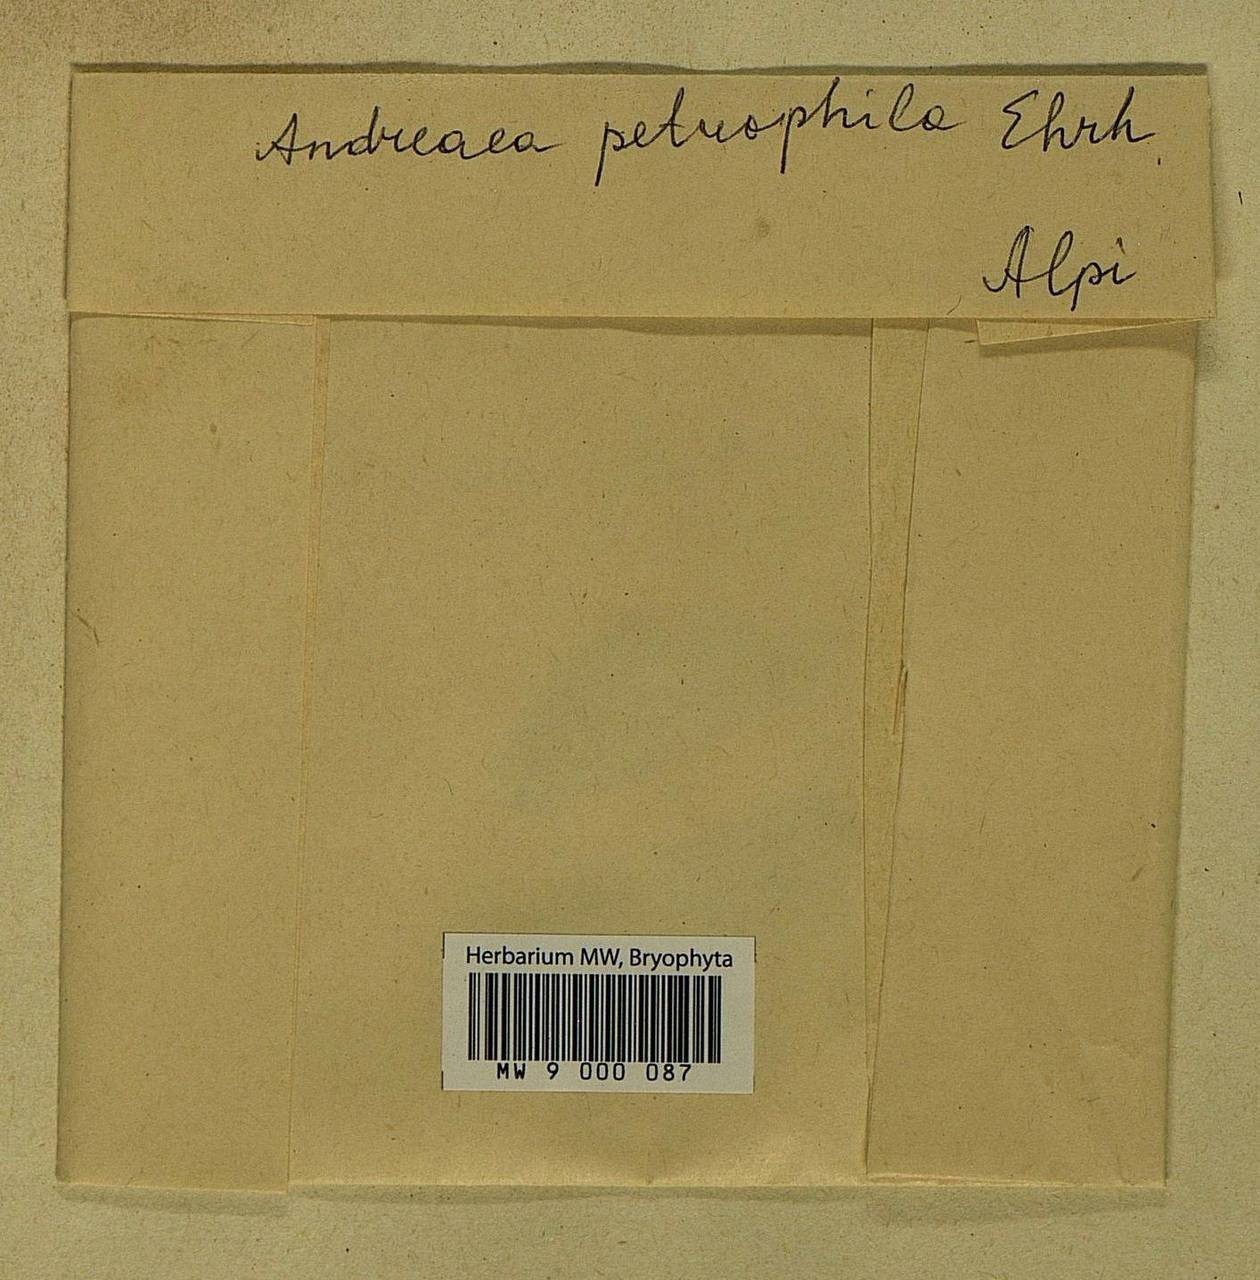 Andreaea petrophila Ehrh.
Alpi
Herbarium MW, Bryophyta
MW 9 000 087